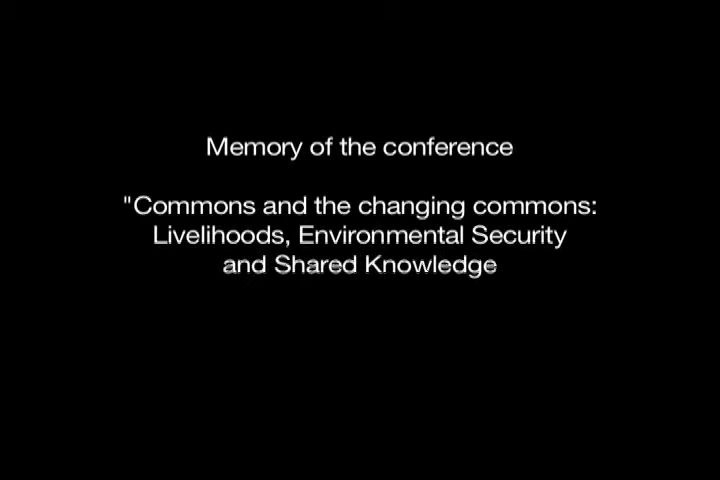 Memory of the conference
"Commons and the changing commons:
Livelihoods, Environmental Security
and Shared Knowledge